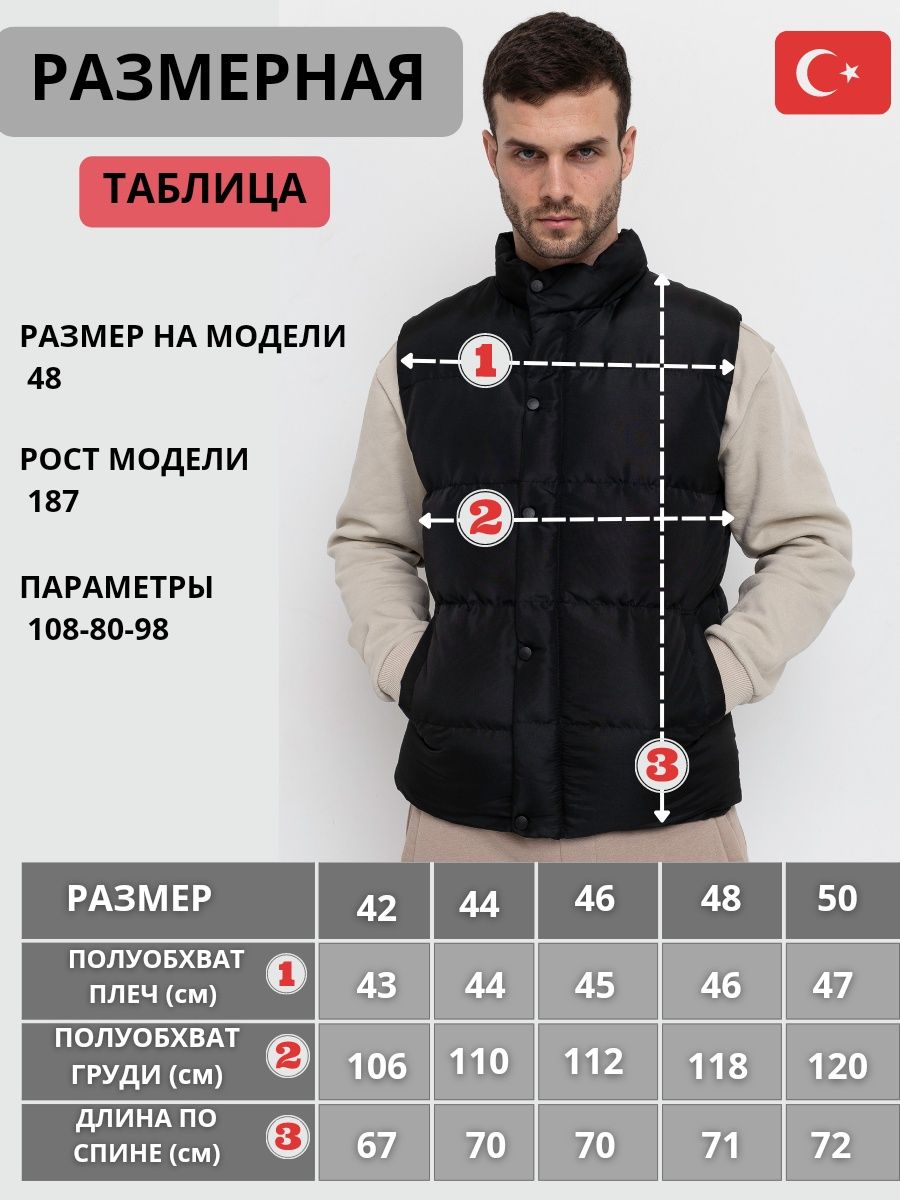 РАЗМЕРНАЯ
ТАБЛИЦА
РАЗМЕР НА МОДЕЛИ
48
РОСТ МОДЕЛИ
187
ПАРАМЕТРЫ
108-80-98
1
2
3
РАЗМЕР 42 44 46 48 50
ПОЛУОБХВАТ
ПЛЕЧ (см) 1 43 44 45 46 47
ПОЛУОБХВАТ
ГРУДИ (см) 2 106 110 112 118 120
ДЛИНА ПО
СПИНЕ (см) 3 67 70 70 71 72